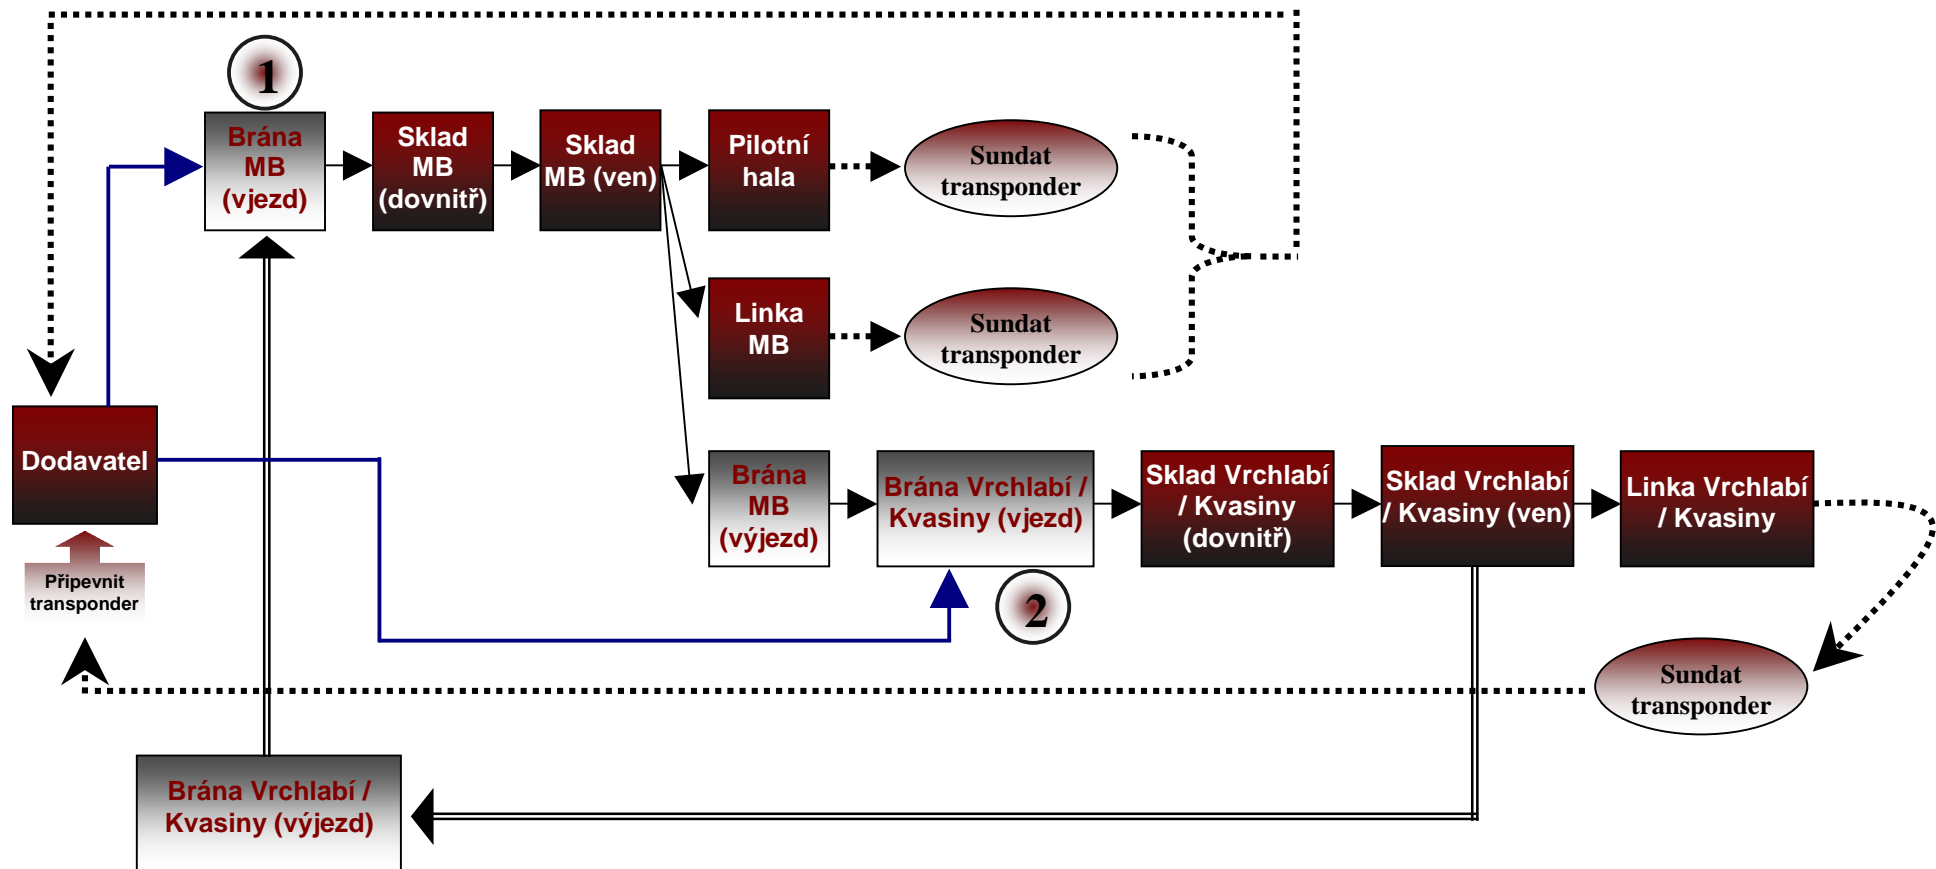 1
Brána
MB
(vjezd)
Sklad
MB
(dovnitř)
Sklad
MB (ven)
Pilotní
hala
Sundat
transponder
Linka
MB
Sundat
transponder
Dodavatel
Připevnit
transponder
Brána
MB
(výjezd)
Brána Vrchlabí /
Kvasiny (vjezd)
2
Sklad Vrchlabí
/ Kvasiny
(dovnitř)
Sklad Vrchlabí
/ Kvasiny (ven)
Linka Vrchlabí
/ Kvasiny
Sundat
transponder
Brána Vrchlabí /
Kvasiny (výjezd)